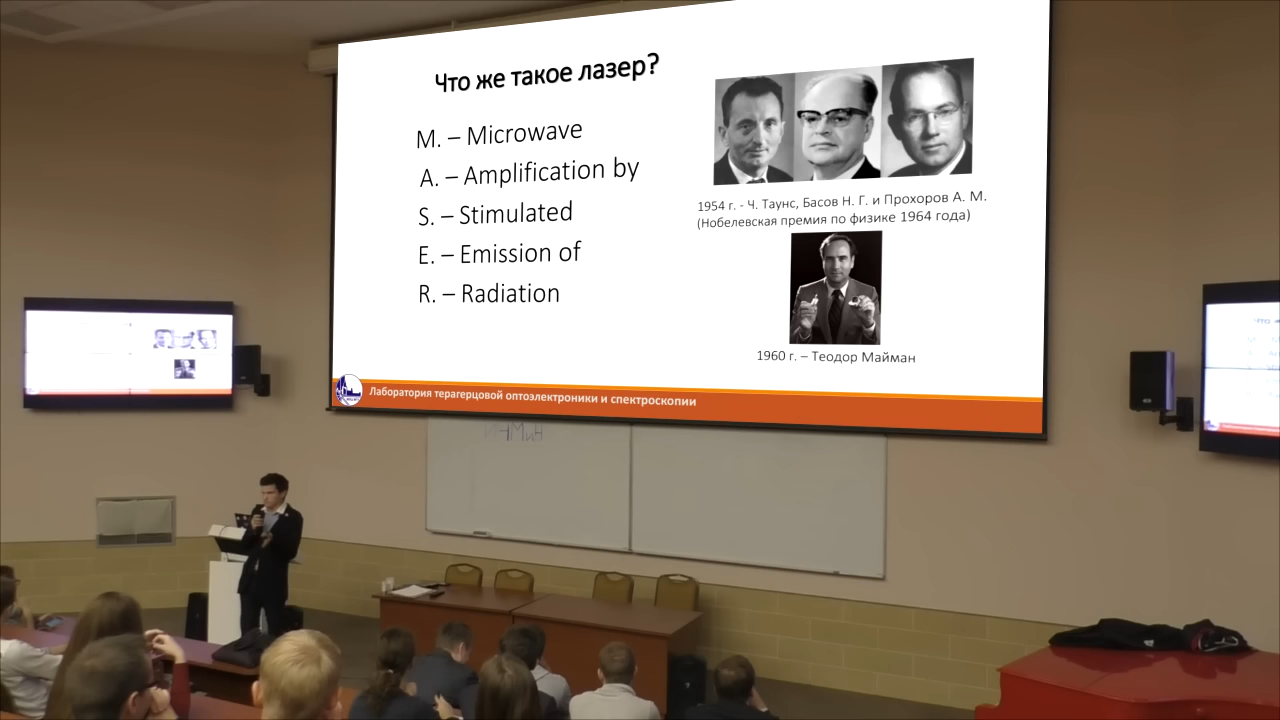 Что же такое лазер?
M. – Microwave
A. – Amplification by
S. – Stimulated
E. – Emission of
R. – Radiation
1954 г. - Ч. Таунс, Басов Н. Г. и Прохоров А. М.
(Нобелевская премия по физике 1964 года)
1960 г. – Теодор Майман
Лаборатория терагерцовой оптоэлектроники и спектроскопии